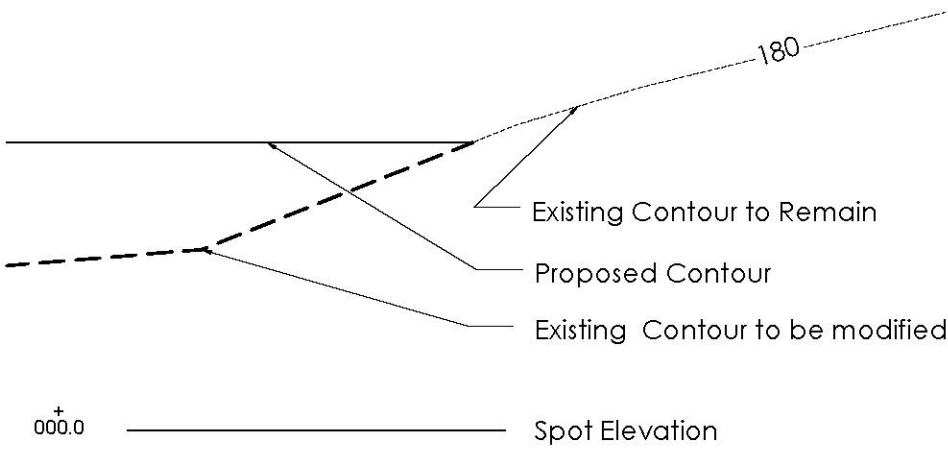 180
Existing Contour to Remain
Proposed Contour
Existing Contour to be modified
+
000.0
Spot Elevation